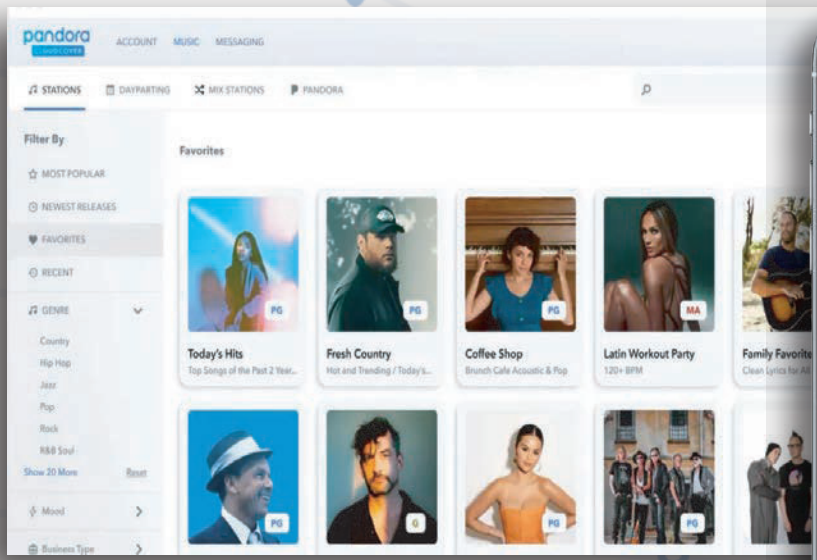 pandora
CLOUDCOVER
ACCOUNT MUSIC MESSAGING
STATIONS DAYPARTING MIX STATIONS PANDORA
Filter By
MOST POPULAR
NEWEST RELEASES
FAVORITES
RECENT
GENRE
Country
Hip Hop
Jazz
Pop
Rock
R&B Soul
Show 20 More Reset
Mood
Business Type
Favorites
PG
PG
PG
MA
Today's Hits
Top Songs of the Past 2 Year...
Fresh Country
Hot and Trending / Today's...
Coffee Shop
Brunch Cafe Acoustic & Pop
Latin Workout Party
120+ BPM
Family Favorite
Clean Lyrics for All
PG
G
PG
PG